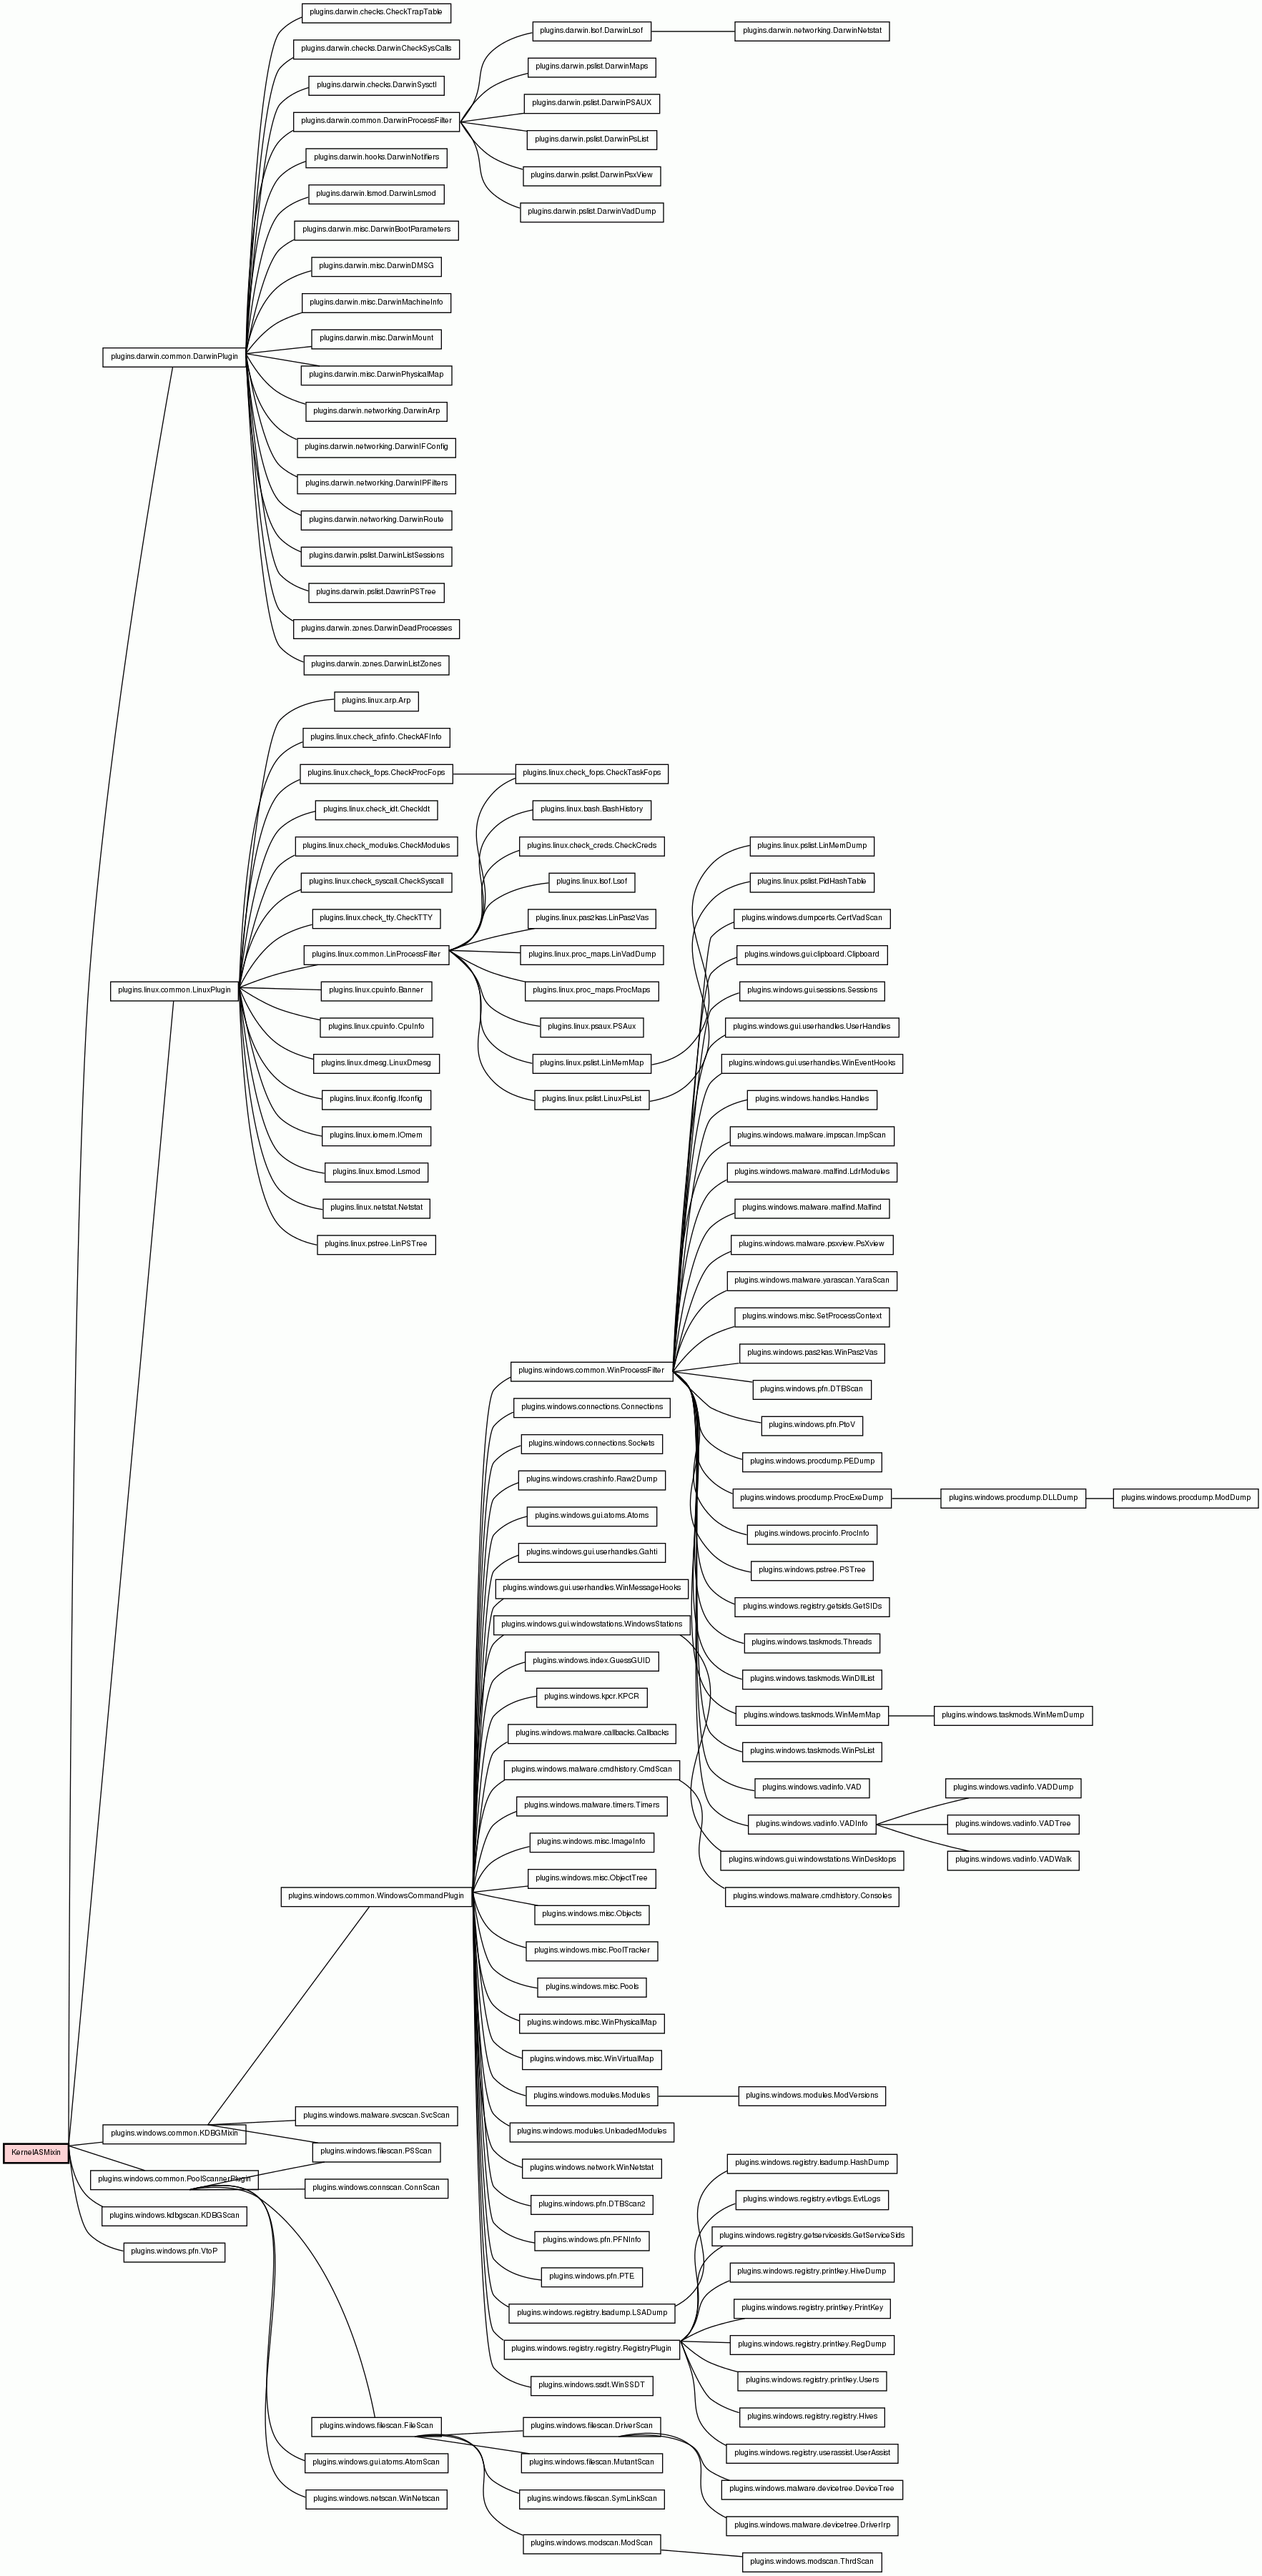 plugins.darwin.checks.CheckTrapTable
plugins.darwin.lsof.DarwinLsof
plugins.darwin.networking.DarwinNetstat
plugins.darwin.checks.DarwinCheckSysCalls
plugins.darwin.pslist.DarwinMaps
plugins.darwin.checks.DarwinSysctl
plugins.darwin.pslist.DarwinPSAUX
plugins.darwin.common.DarwinProcessFilter
plugins.darwin.pslist.DarwinPsList
plugins.darwin.hooks.DarwinNotifiers
plugins.darwin.pslist.DarwinPsxView
plugins.darwin.lsmod.DarwinLsmod
plugins.darwin.pslist.DarwinVadDump
plugins.darwin.misc.DarwinBootParameters
plugins.darwin.misc.DarwinDMSG
plugins.darwin.misc.DarwinMachineInfo
plugins.darwin.misc.DarwinMount
plugins.darwin.common.DarwinPlugin
plugins.darwin.misc.DarwinPhysicalMap
plugins.darwin.networking.DarwinArp
plugins.darwin.networking.DarwinIFConfig
plugins.darwin.networking.DarwinIPFilters
plugins.darwin.networking.DarwinRoute
plugins.darwin.pslist.DarwinListSessions
plugins.darwin.pslist.DawrinPSTree
plugins.darwin.zones.DarwinDeadProcesses
plugins.darwin.zones.DarwinListZones
plugins.linux.arp.Arp
plugins.linux.check_afinfo.CheckAFInfo
plugins.linux.check_fops.CheckProcFops
plugins.linux.check_fops.CheckTaskFops
plugins.linux.check_idt.CheckIdt
plugins.linux.bash.BashHistory
plugins.linux.check_modules.CheckModules
plugins.linux.check_creds.CheckCreds
plugins.linux.pslist.LinMemDump
plugins.linux.check_syscall.CheckSyscall
plugins.linux.lsof.Lsof
plugins.linux.pslist.PidHashTable
plugins.linux.check_tty.CheckTTY
plugins.linux.pas2kas.LinPas2Vas
plugins.windows.dumpcerts.CertVadScan
plugins.linux.common.LinProcessFilter
plugins.linux.proc_maps.LinVadDump
plugins.windows.gui.clipboard.Clipboard
plugins.linux.common.LinuxPlugin
plugins.linux.cpuinfo.Banner
plugins.linux.proc_maps.ProcMaps
plugins.windows.gui.sessions.Sessions
plugins.linux.cpuinfo.CpuInfo
plugins.linux.psaux.PSAux
plugins.windows.gui.userhandles.UserHandles
plugins.linux.dmesg.LinuxDmesg
plugins.linux.pslist.LinMemMap
plugins.windows.gui.userhandles.WinEventHooks
plugins.linux.ifconfig.Ifconfig
plugins.linux.pslist.LinuxPsList
plugins.windows.handles.Handles
plugins.linux.iomem.IOmem
plugins.windows.malware.impscan.ImpScan
plugins.linux.lsmod.Lsmod
plugins.windows.malware.malfind.LdrModules
plugins.linux.netstat.Netstat
plugins.windows.malware.malfind.Malfind
plugins.linux.pstree.LinPSTree
plugins.windows.malware.psxview.PsXview
plugins.windows.malware.yarascan.YaraScan
plugins.windows.misc.SetProcessContext
plugins.windows.pas2kas.WinPas2Vas
plugins.windows.common.WinProcessFilter
plugins.windows.pfn.DTBScan
plugins.windows.connections.Connections
plugins.windows.pfn.PtoV
plugins.windows.connections.Sockets
plugins.windows.procdump.PEDump
plugins.windows.crashinfo.Raw2Dump
plugins.windows.procdump.ProcExeDump
plugins.windows.procdump.DLLDump
plugins.windows.procdump.ModDump
plugins.windows.gui.atoms.Atoms
plugins.windows.procinfo.ProcInfo
plugins.windows.gui.userhandles.Gahti
plugins.windows.pstree.PSTree
plugins.windows.gui.userhandles.WinMessageHooks
plugins.windows.registry.getsids.GetSIDs
plugins.windows.gui.windowstations.WindowsStations
plugins.windows.taskmods.Threads
plugins.windows.index.GuessGUID
plugins.windows.taskmods.WinDllList
plugins.windows.kpcr.KPCR
plugins.windows.taskmods.WinMemMap
plugins.windows.taskmods.WinMemDump
plugins.windows.malware.callbacks.Callbacks
plugins.windows.taskmods.WinPsList
plugins.windows.malware.cmdhistory.CmdScan
plugins.windows.vadinfo.VAD
plugins.windows.vadinfo.VADDump
plugins.windows.malware.timers.Timers
plugins.windows.vadinfo.VADInfo
plugins.windows.vadinfo.VADTree
plugins.windows.misc.ImageInfo
plugins.windows.gui.windowstations.WinDesktops
plugins.windows.vadinfo.VADWalk
plugins.windows.misc.ObjectTree
plugins.windows.common.WindowsCommandPlugin
plugins.windows.malware.cmdhistory.Consoles
plugins.windows.misc.Objects
plugins.windows.misc.PoolTracker
plugins.windows.misc.Pools
plugins.windows.misc.WinPhysicalMap
plugins.windows.misc.WinVirtualMap
plugins.windows.modules.Modules
plugins.windows.modules.ModVersions
plugins.windows.malware.svcscan.SvcScan
plugins.windows.common.KDBGMixin
plugins.windows.modules.UnloadedModules
KernelASMixin
plugins.windows.filescan.PSScan
plugins.windows.network.WinNetstat
plugins.windows.registry.lsadump.HashDump
plugins.windows.common.PoolScannerPlugin
plugins.windows.connscan.ConnScan
plugins.windows.pfn.DTBScan2
plugins.windows.registry.evtlogs.EvtLogs
plugins.windows.kdbgscan.KDBGScan
plugins.windows.pfn.PFNInfo
plugins.windows.registry.getservicesids.GetServiceSids
plugins.windows.pfn.VtoP
plugins.windows.pfn.PTE
plugins.windows.registry.printkey.HiveDump
plugins.windows.registry.lsadump.LSADump
plugins.windows.registry.printkey.PrintKey
plugins.windows.registry.registry.RegistryPlugin
plugins.windows.registry.printkey.RegDump
plugins.windows.ssdt.WinSSDT
plugins.windows.registry.printkey.Users
plugins.windows.filescan.FileScan
plugins.windows.filescan.DriverScan
plugins.windows.registry.registry.Hives
plugins.windows.gui.atoms.AtomScan
plugins.windows.filescan.MutantScan
plugins.windows.registry.userassist.UserAssist
plugins.windows.netscan.WinNetscan
plugins.windows.filescan.SymLinkScan
plugins.windows.malware.devicetree.DeviceTree
plugins.windows.modscan.ModScan
plugins.windows.malware.devicetree.DriverIrp
plugins.windows.modscan.ThrdScan